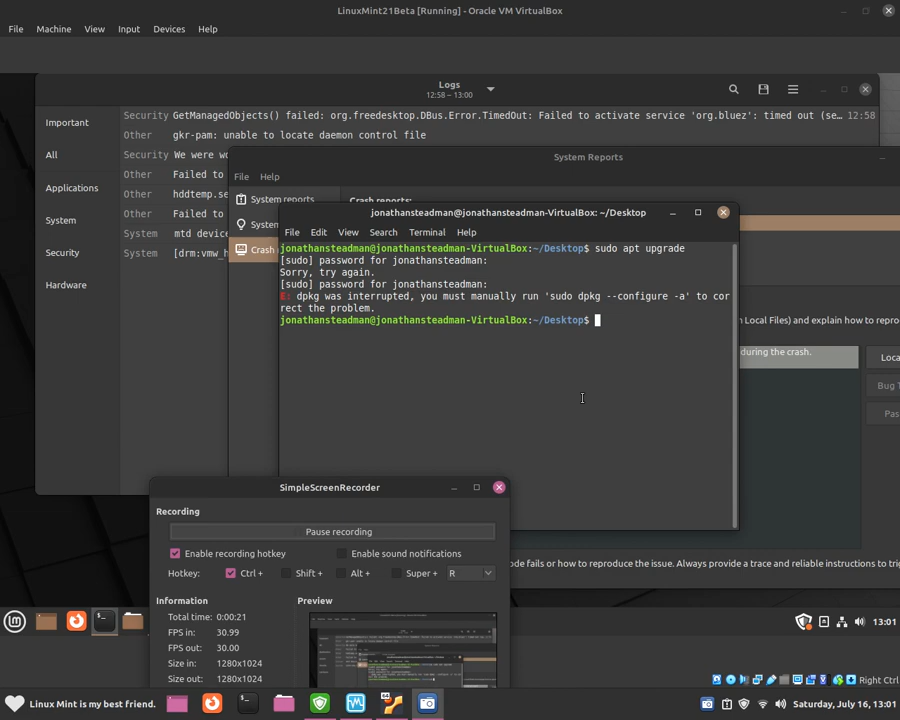 LinuxMint21Beta [Running] - Oracle VM VirtualBox
File Machine View Input Devices Help
Logs
12:58 – 13:00
Important
All
Applications
System
Security
Hardware
Security GetManagedObjects() failed: org.freedesktop.DBus.Error.TimedOut: Failed to activate service 'org.bluez': timed out (se… 12:58
Other gkr-pam: unable to locate daemon control file
Security We were wo
Other Failed to
Other hddtemp.se
Other Failed to
System mtd device
System [drm:vmw_h
System Reports
File Help
System reports
System
Crash
Crash reports:
n Local Files) and explain how to repro
during the crash.
Loca
Bug T
Pas
ode fails or how to reproduce the issue. Always provide a trace and reliable instructions to trig
jonathansteadman@jonathansteadman-VirtualBox: ~/Desktop
File Edit View Search Terminal Help
jonathansteadman@jonathansteadman-VirtualBox:~/Desktop$ sudo apt upgrade
[sudo] password for jonathansteadman:
Sorry, try again.
[sudo] password for jonathansteadman:
E: dpkg was interrupted, you must manually run 'sudo dpkg --configure -a' to cor
rect the problem.
jonathansteadman@jonathansteadman-VirtualBox:~/Desktop$
SimpleScreenRecorder
Recording
Pause recording
Enable recording hotkey Enable sound notifications
Hotkey: Ctrl + Shift + Alt + Super + R
Information Preview
Total time: 0:00:21
FPS in: 30.99
FPS out: 30.00
Size in: 1280x1024
Size out: 1280x1024
13:01
Right Ctrl
Linux Mint is my best friend.
Saturday, July 16, 13:01